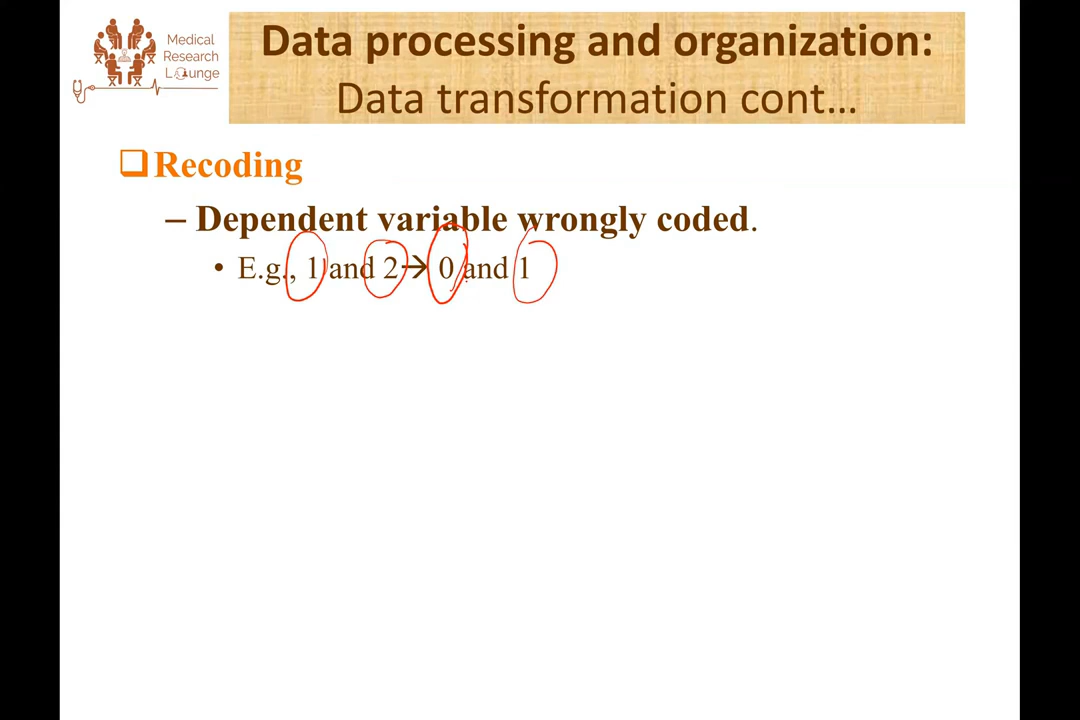 Medical
Research
Lounge
Data processing and organization:
Data transformation cont…
Recoding
– Dependent variable wrongly coded.
• E.g., 1 and 2→ 0 and 1